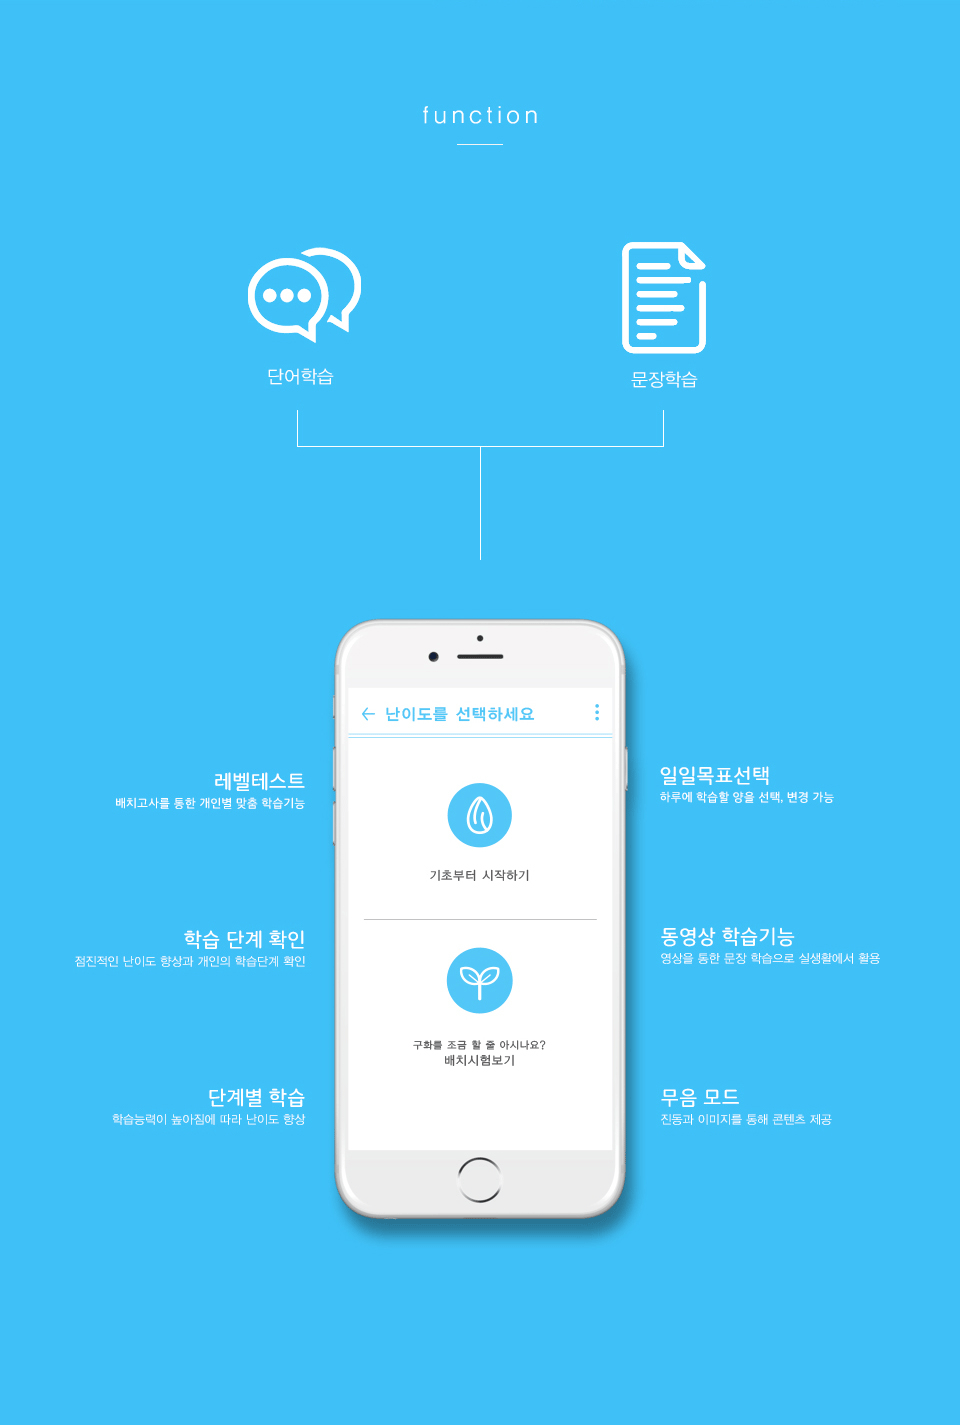 function
단어학습
문장학습
난이도를 선택하세요
레벨테스트
배치고사를 통한 개인별 맞춤 학습기능
일일목표선택
하루에 학습할 양을 선택, 변경 가능
기초부터 시작하기
학습 단계 확인
점진적인 난이도 향상과 개인의 학습단계 확인
동영상 학습기능
영상을 통한 문장 학습으로 실생활에서 활용
구화를 조금 할 줄 아시나요?
배치시험보기
단계별 학습
학습능력이 높아짐에 따라 난이도 향상
무음 모드
진동과 이미지를 통해 콘텐츠 제공